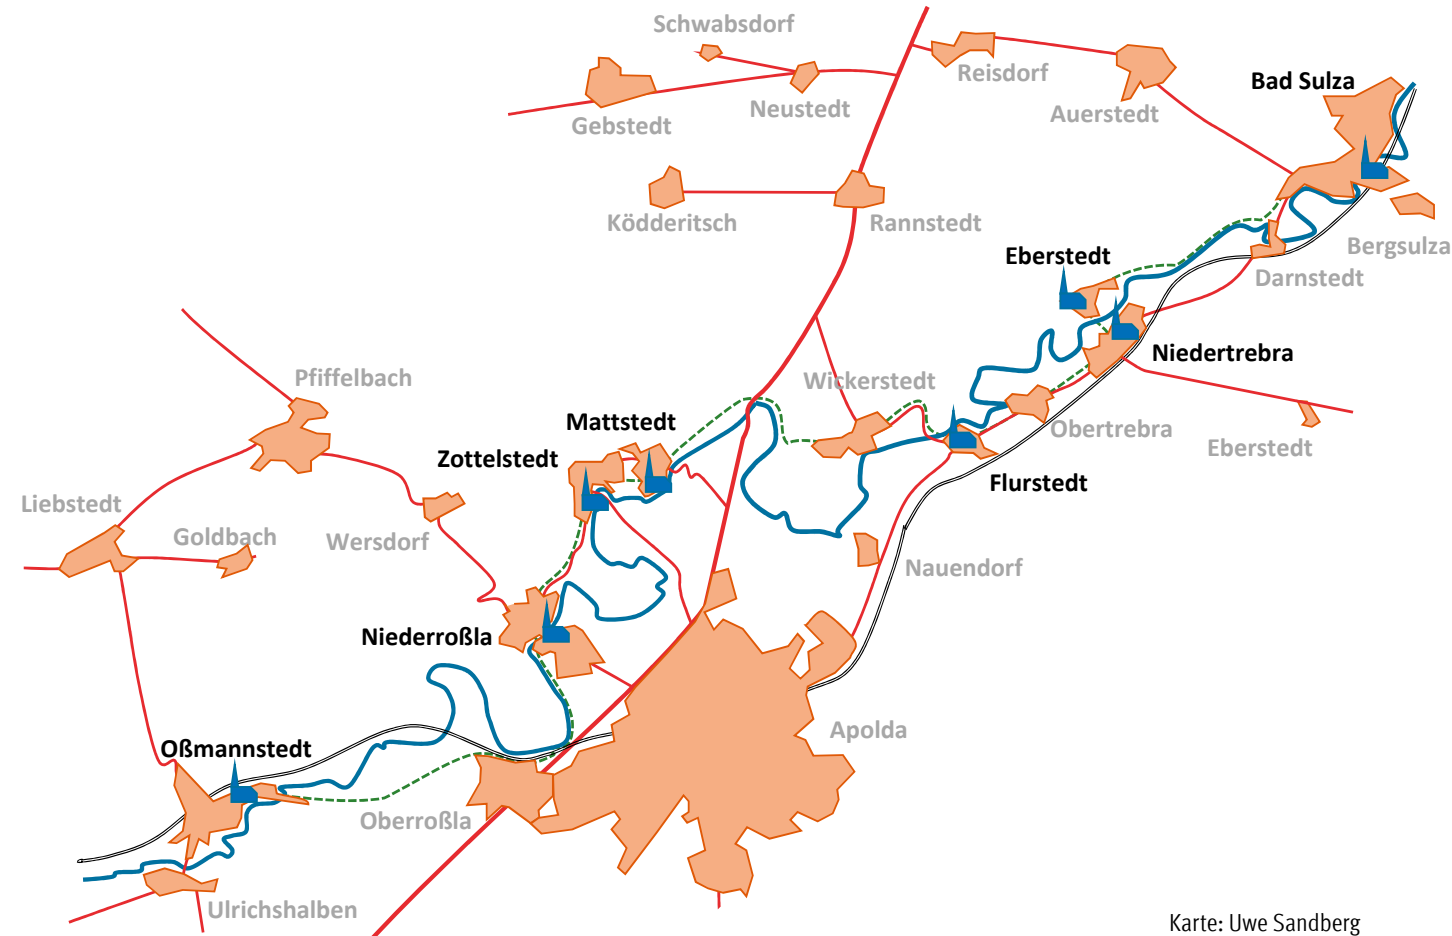 Schwabsdorf
Reisdorf
Bad Sulza
Neustedt
Auerstedt
Gebstedt
Ködderitsch
Rannstedt
Bergsulza
Eberstedt
Darnstedt
Niedertrebra
Pfiffelbach
Wickerstedt
Mattstedt
Obertrebra
Eberstedt
Zottelstedt
Flurstedt
Liebstedt
Goldbach
Wersdorf
Nauendorf
Niederroßla
Apolda
Oßmannstedt
Oberroßla
Ulrichshalben
Karte: Uwe Sandberg